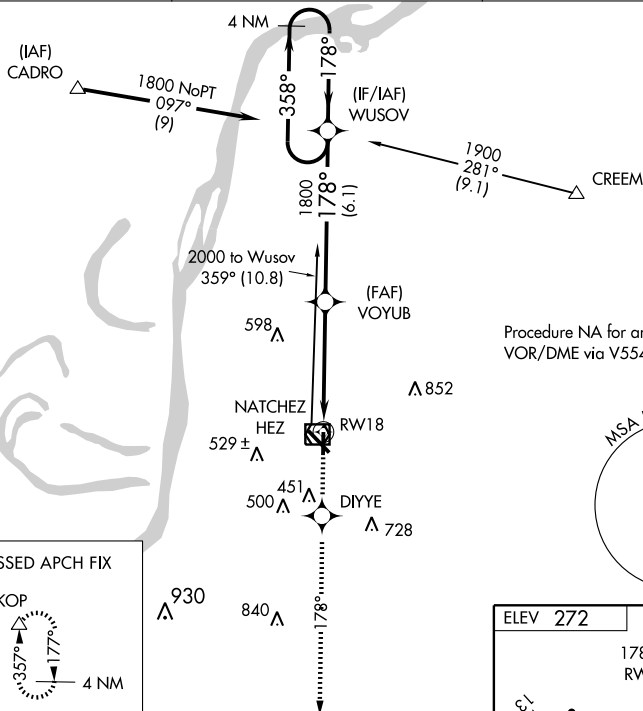 4 NM
(IAF)
CADRO
1800 NoPT
097°
(9)
358°
178°
(IF/IAF)
WUSOV
1900
281°
(9.1)
CREEM
1800
178°
(6.1)
2000 to Wusov
359° (10.8)
(FAF)
VOYUB
598
Procedure NA for
VOR/DME via V554
852
NATCHEZ
HEZ
RW18
529 ±
MSA
451
500
DIYYE
728
SSED APCH FIX
KOP
357°
177°
4 NM
930
840
178°
ELEV 272
178
RW
13